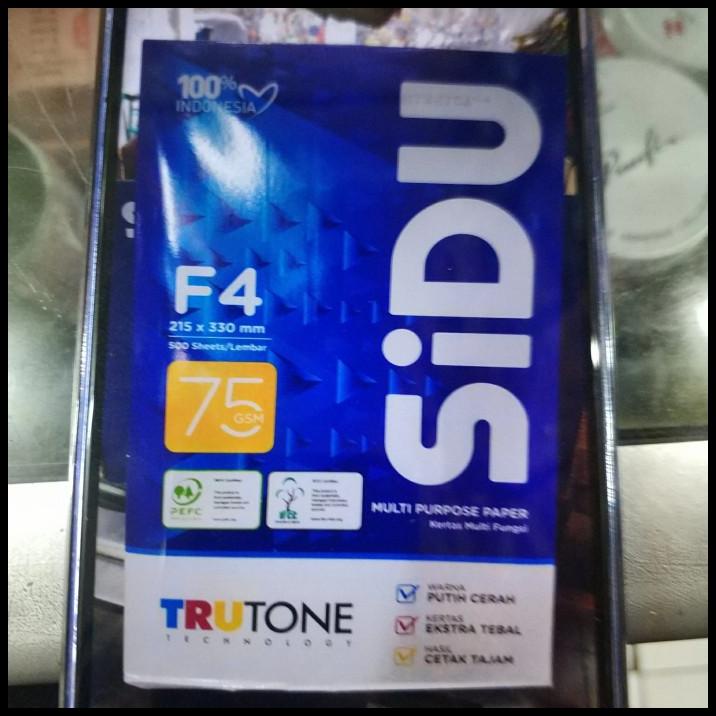 100%
INDONESIA
SiDU
F4
215 x 330 mm
500 Sheets/Lembar
75
GSM
PEFC
MULTI PURPOSE PAPER
Kertas Multi Fungsi
TRUTONE
TECHNOLOGY
WARNA
PUTIH CERAH
KERTAS
EKSTRA TEBAL
HASIL
CETAK TAJAM